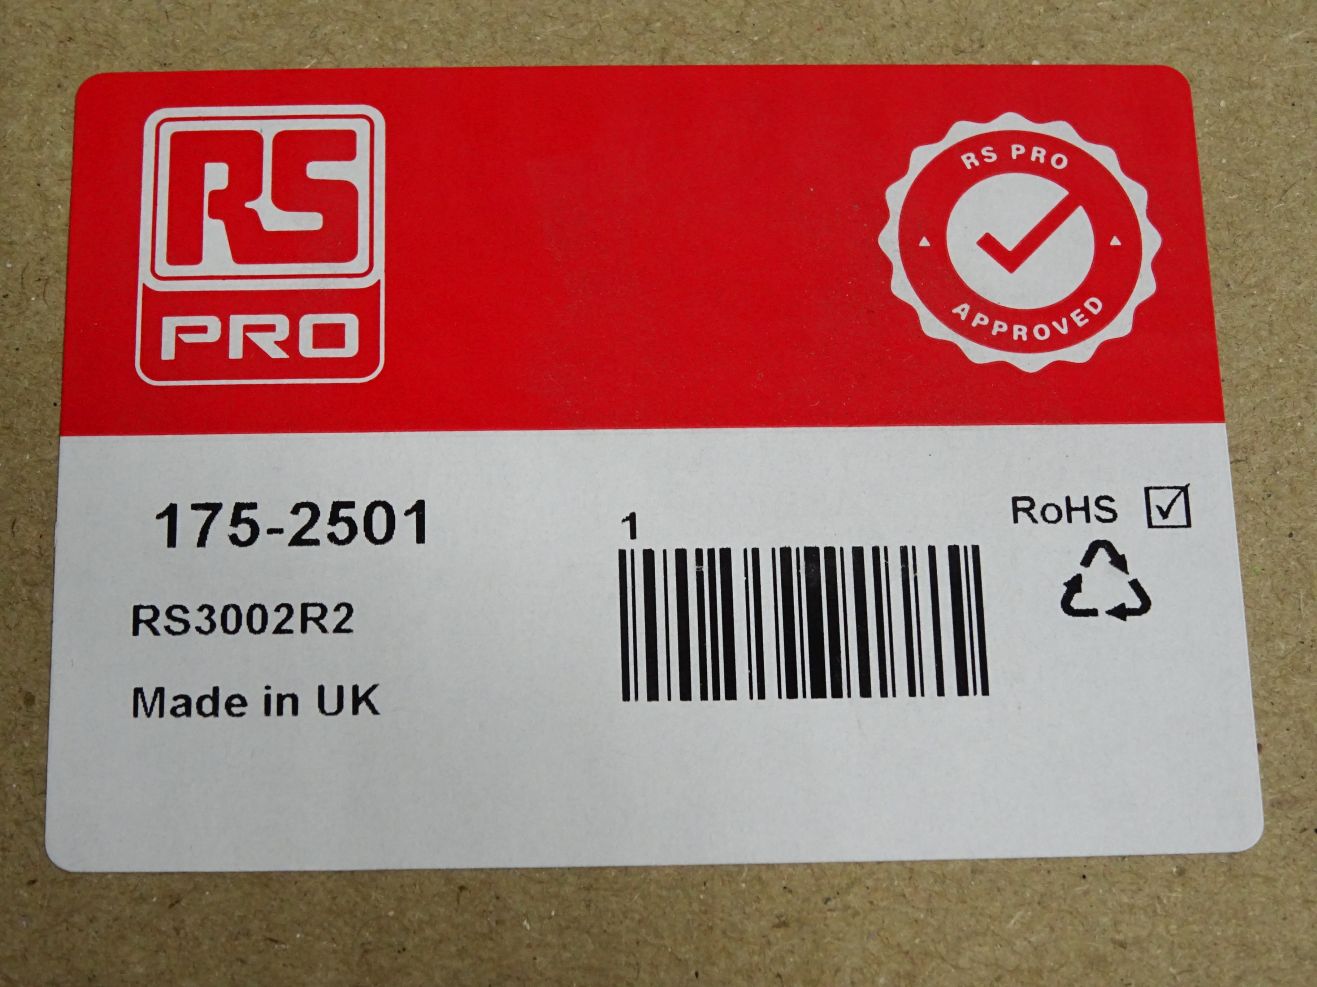 RS
PRO
RS PRO
APPROVED
175-2501
1
RoHS
RS3002R2
Made in UK